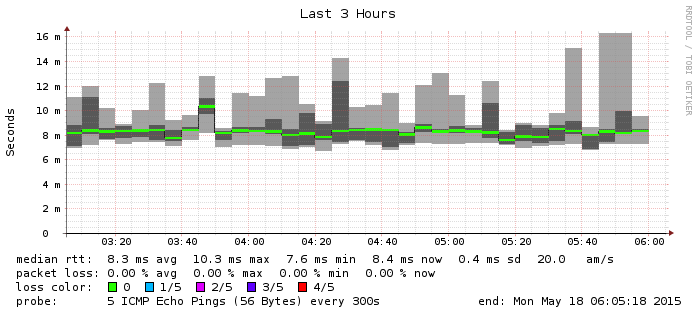 Last 3 Hours
RRDTOOL / TOBI OETIKER
Seconds
16 m
14 m
12 m
10 m
8 m
6 m
4 m
2 m
0
03:20 03:40 04:00 04:20 04:40 05:00 05:20 05:40 06:00
median rtt: 8.3 ms avg 10.3 ms max 7.6 ms min 8.4 ms now 0.4 ms sd 20.0 am/s
packet loss: 0.00 % avg 0.00 % max 0.00 % min 0.00 % now
loss color: 0 1/5 2/5 3/5 4/5
probe: 5 ICMP Echo Pings (56 Bytes) every 300s end: Mon May 18 06:05:18 2015